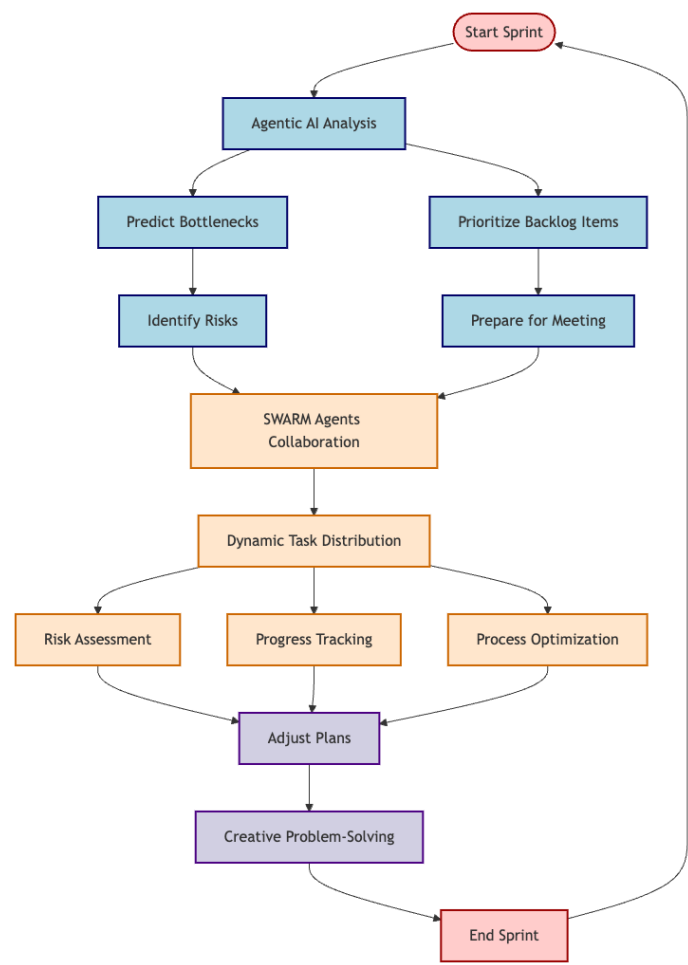 Start Sprint
Agentic AI Analysis
Predict Bottlenecks
Prioritize Backlog Items
Identify Risks
Prepare for Meeting
SWARM Agents
Collaboration
Dynamic Task Distribution
Risk Assessment
Progress Tracking
Process Optimization
Adjust Plans
Creative Problem-Solving
End Sprint